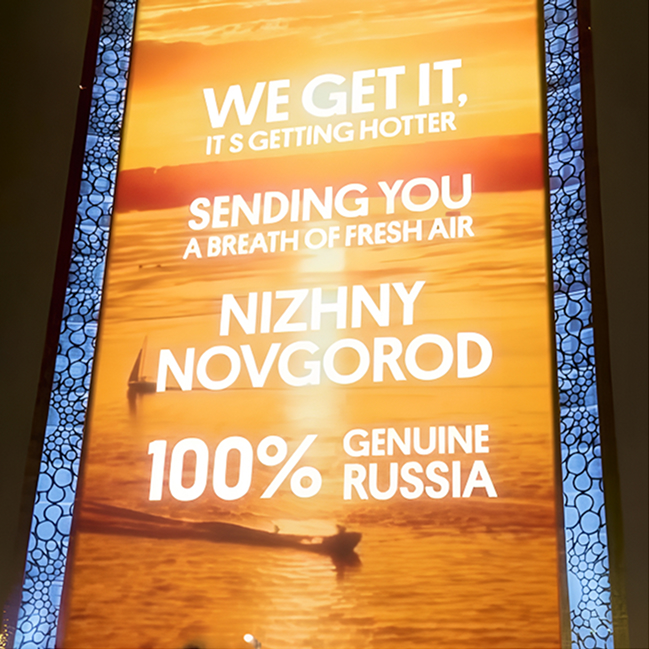 WE GET IT,
IT S GETTING HOTTER
SENDING YOU
A BREATH OF FRESH AIR
NIZHNY
NOVGOROD
100% GENUINE
RUSSIA